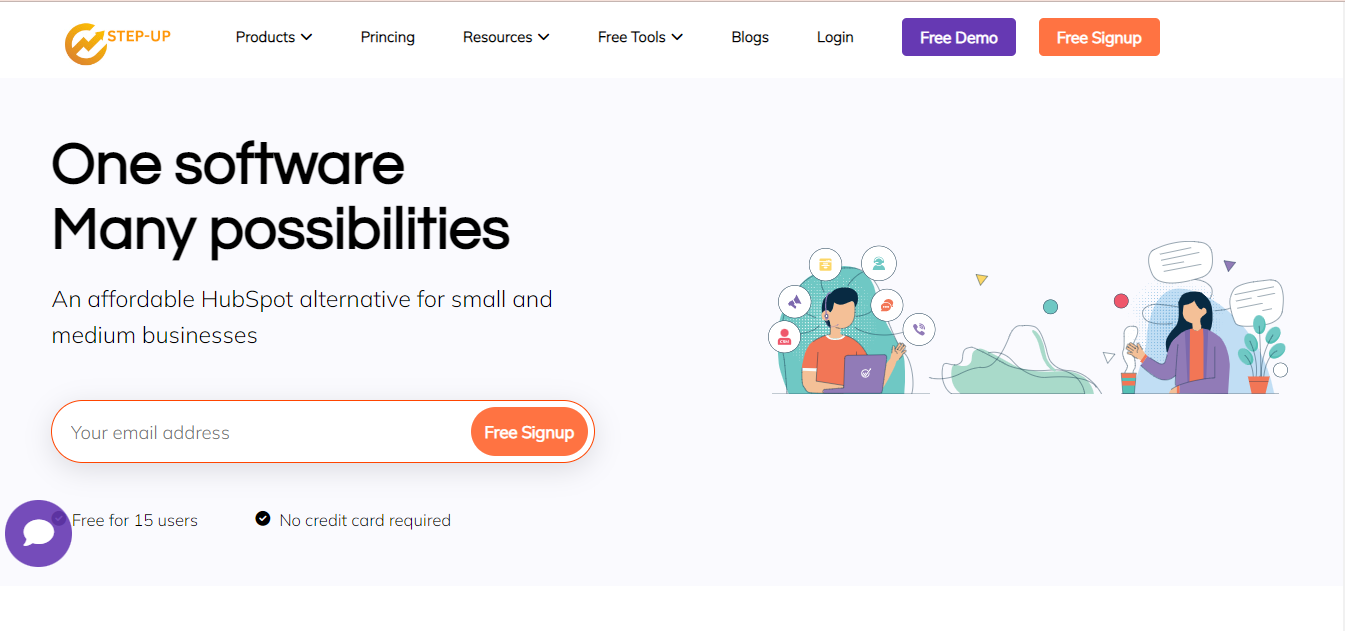 STEP-UP
Products
Princing
Resources
Free Tools
Blogs
Login
Free Demo
Free Signup
One software
Many possibilities
An affordable HubSpot alternative for small and
medium businesses
Your email address
Free Signup
Free for 15 users
No credit card required
CRM